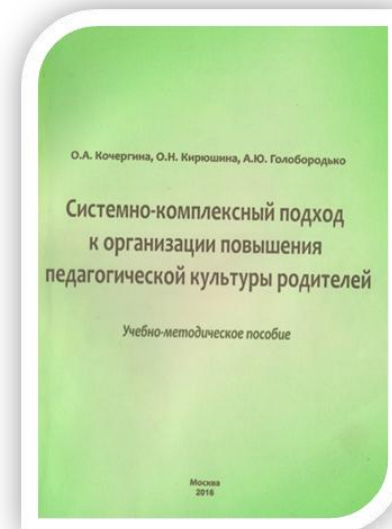 О.А. Кочергина, О.Н. Кирюшина, А.Ю. Голобородько
Системно-комплексный подход
к организации повышения
педагогической культуры родителей
Учебно-методическое пособие
Москва
2016